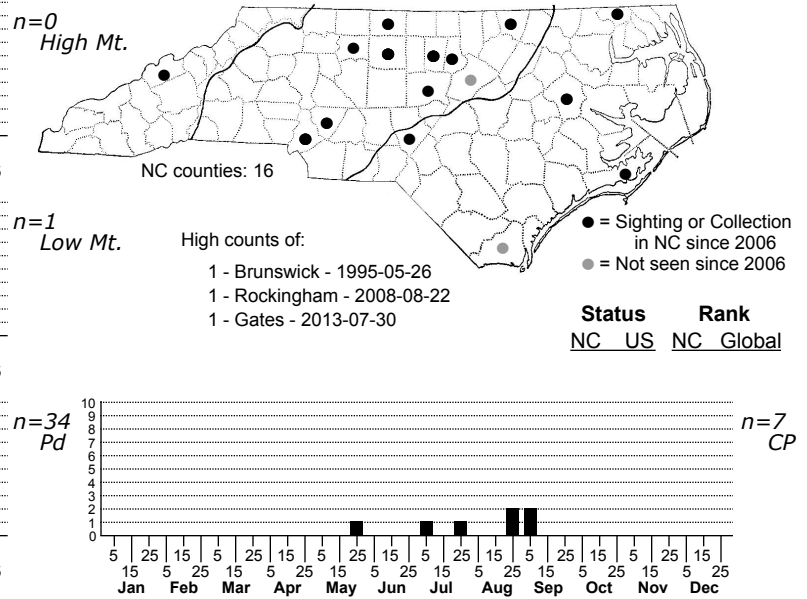 n=0
High Mt.
NC counties: 16
n=1
Low Mt.
High counts of:
1 - Brunswick - 1995-05-26
1 - Rockingham - 2008-08-22
1 - Gates - 2013-07-30
● = Sighting or Collection
in NC since 2006
● = Not seen since 2006
Status Rank
NC US NC Global
n=34
Pd
n=7
CP
10
9
8
7
6
5
4
3
2
1
0
5 25 15 5 25 15 5 25 15 5 25 15 5 25 15 5 25 15
15 5 25 15 5 25 15 5 25 15 5 25 15 5 25 15 5 25
Jan Feb Mar Apr May Jun Jul Aug Sep Oct Nov Dec